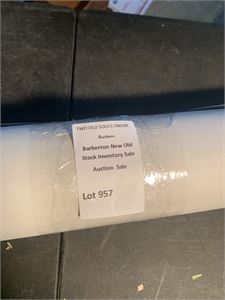 TWO OLD SOULS ONLINE
Auctions
Barberton New Old
Stock Inventory Sale
Auction Sale
Lot 957